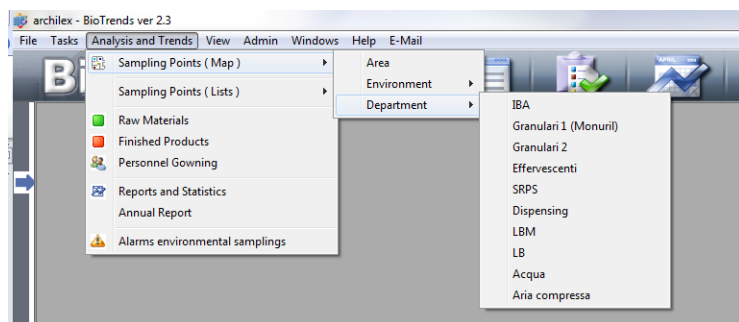 archilex - BioTrends ver 2.3
File Tasks Analysis and Trends View Admin Windows Help E-Mail
Bi
APRIL
Sampling Points ( Map )
Sampling Points ( Lists )
Raw Materials
Finished Products
Personnel Gowning
Reports and Statistics
Annual Report
Alarms environmental samplings
Area
Environment
Department
IBA
Granulari 1 (Monuril)
Granulari 2
Effervescenti
SRPS
Dispensing
LBM
LB
Acqua
Aria compressa